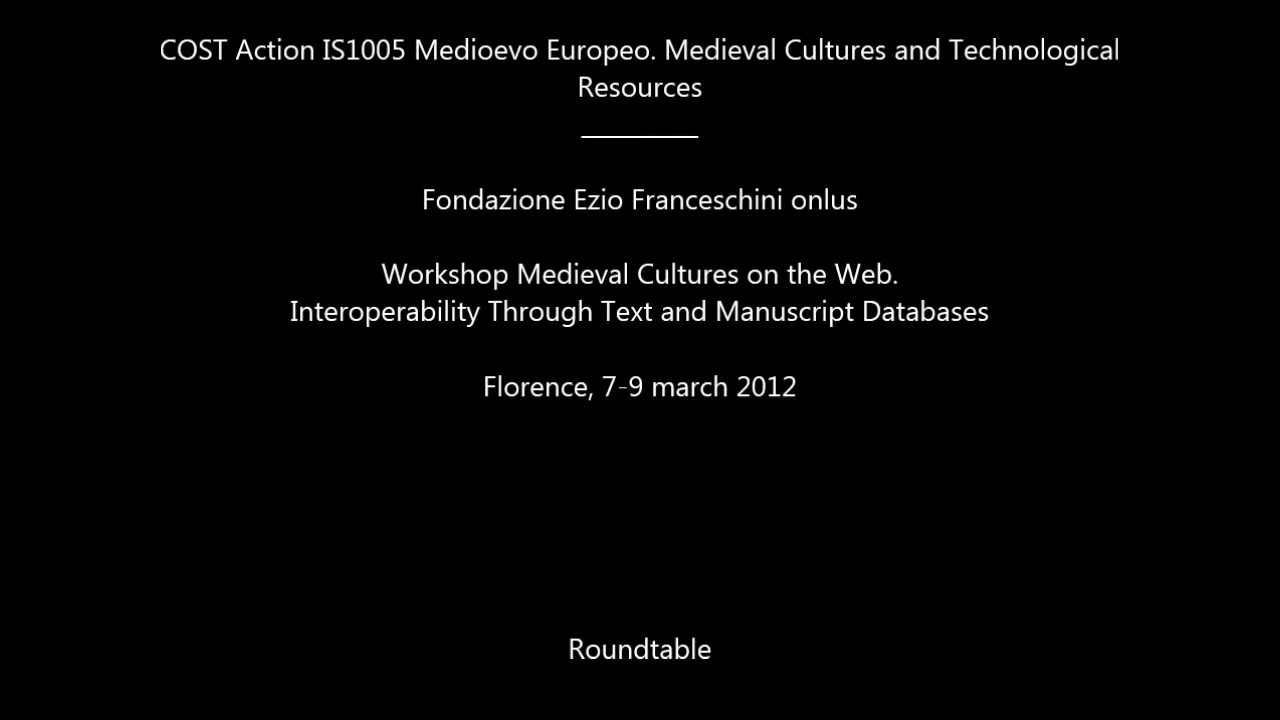 COST Action IS1005 Medioevo Europeo. Medieval Cultures and Technological
Resources
Fondazione Ezio Franceschini onlus
Workshop Medieval Cultures on the Web.
Interoperability Through Text and Manuscript Databases
Florence, 7-9 march 2012
Roundtable